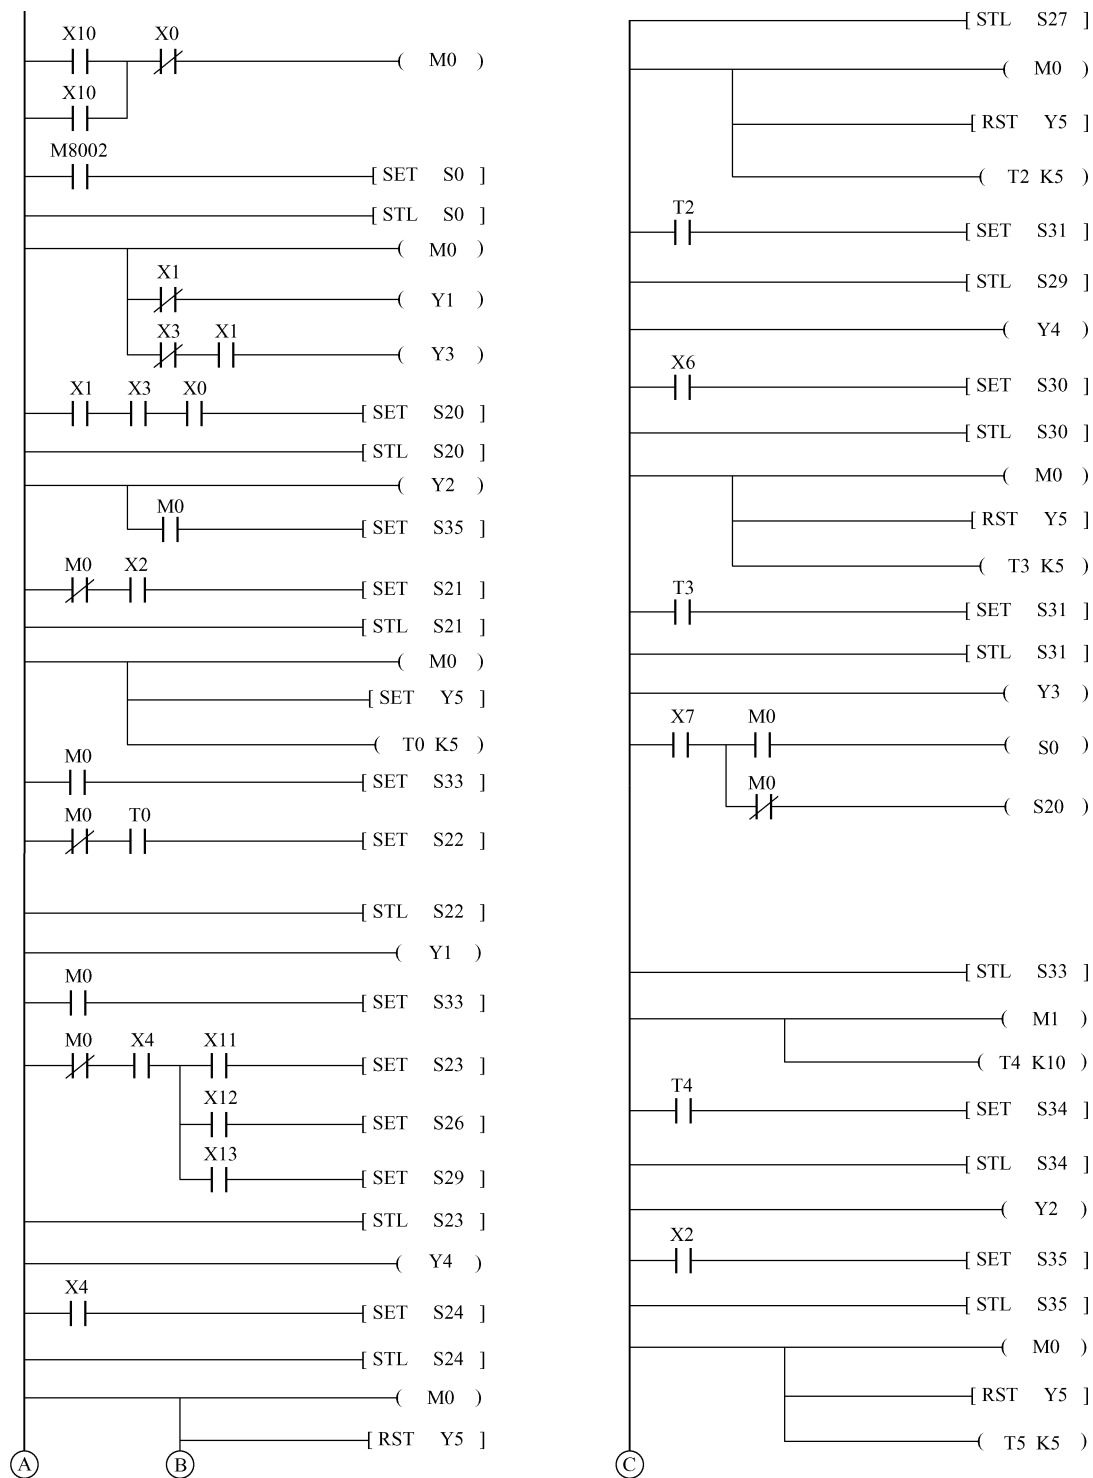 X10 X0
( M0 )
X10
M8002
[ SET S0 ]
[ STL S0 ]
( M0 )
X1
( Y1 )
X3 X1
( Y3 )
X1 X3 X0
[ SET S20 ]
[ STL S20 ]
( Y2 )
M0
[ SET S35 ]
M0 X2
[ SET S21 ]
[ STL S21 ]
( M0 )
[ SET Y5 ]
( T0 K5 )
M0
[ SET S33 ]
M0 T0
[ SET S22 ]
[ STL S22 ]
( Y1 )
M0
[ SET S33 ]
M0 X4 X11
[ SET S23 ]
X12
[ SET S26 ]
X13
[ SET S29 ]
[ STL S23 ]
( Y4 )
X4
[ SET S24 ]
[ STL S24 ]
( M0 )
[ RST Y5 ]
A B
[ STL S27 ]
( M0 )
[ RST Y5 ]
( T2 K5 )
T2
[ SET S31 ]
[ STL S29 ]
( Y4 )
X6
[ SET S30 ]
[ STL S30 ]
( M0 )
[ RST Y5 ]
( T3 K5 )
T3
[ SET S31 ]
[ STL S31 ]
( Y3 )
X7 M0
( S0 )
M0
( S20 )
[ STL S33 ]
( M1 )
( T4 K10 )
T4
[ SET S34 ]
[ STL S34 ]
( Y2 )
X2
[ SET S35 ]
[ STL S35 ]
( M0 )
[ RST Y5 ]
( T5 K5 )
C